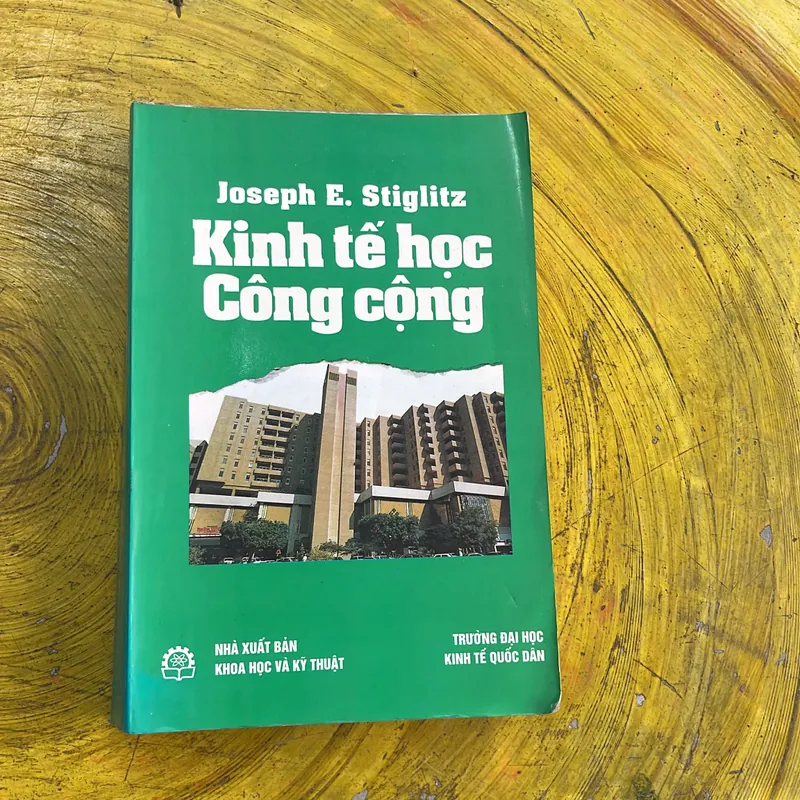 Joseph E. Stiglitz
Kinh tế học
Công cộng
NHÀ XUẤT BẢN
KHOA HỌC VÀ KỸ THUẬT
TRƯỜNG ĐẠI HỌC
KINH TẾ QUỐC DÂN